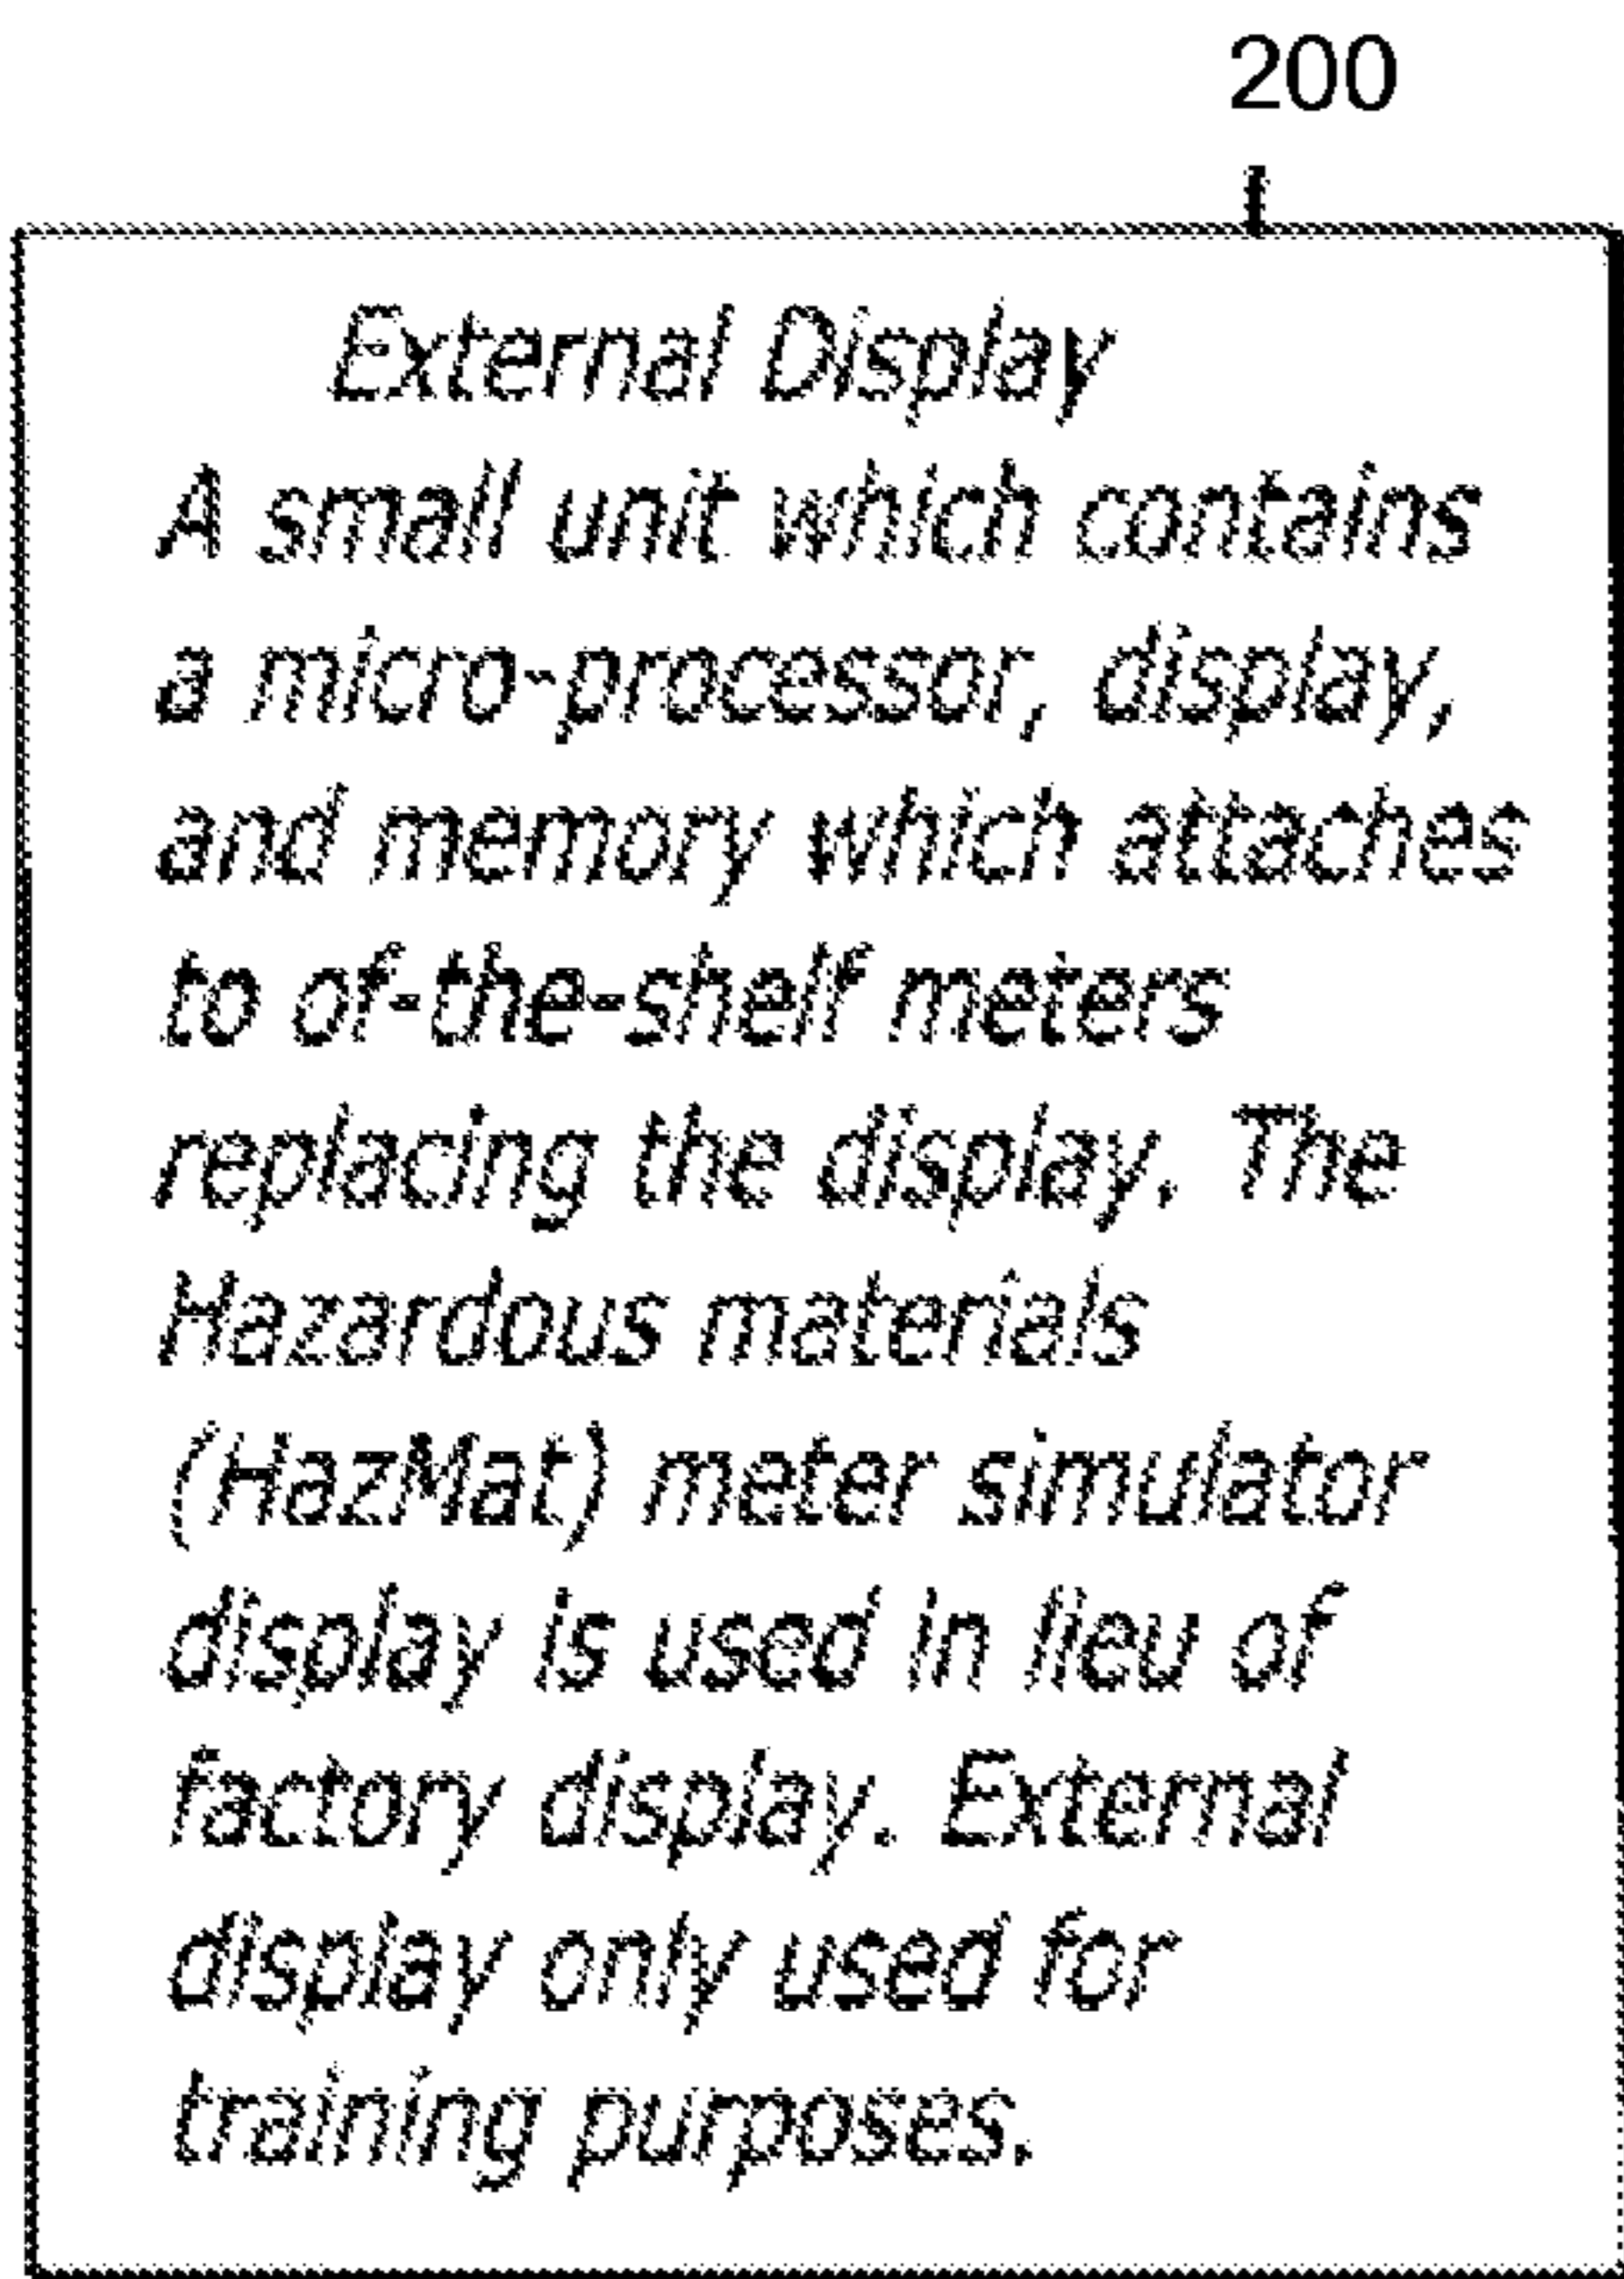 200
External Display
A small unit which contains
a micro-processor, display,
and memory which attaches
to of-the-shelf meters
replacing the display. The
Hazardous materials
(HazMat) meter simulator
display is used in lieu of
factory display. External
display only used for
training purposes.